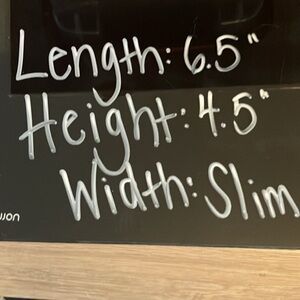 Length: 6.5"
Height: 4.5"
Width: Slim